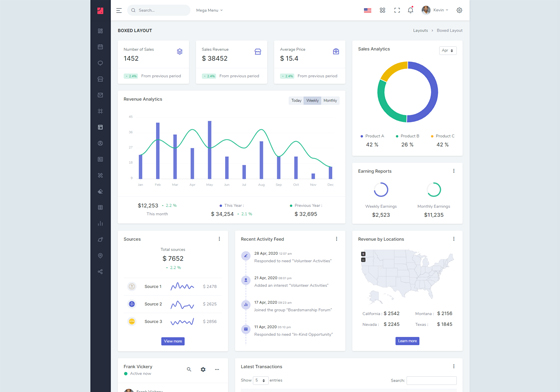 Search...
Mega Menu
Kevin
BOXED LAYOUT
Layouts
Boxed Layout
Number of Sales
1452
2.4%
From previous period
Sales Revenue
$ 38452
2.4%
From previous period
Average Price
$ 15.4
2.4%
From previous period
Sales Analytics
Apr
Product A
42 %
Product B
26 %
Product C
42 %
Revenue Analytics
Today
Weekly
Monthly
Jan
Feb
Mar
Apr
May
Jun
Jul
Aug
Sep
Oct
Nov
Dec
$12,253
2.2 %
This month
This Year :
$ 34,254
2.1 %
Previous Year :
$ 32,695
Earning Reports
Weekly Earnings
$2,523
Monthly Earnings
$11,235
Sources
Total sources
$ 7652
2.2 %
Source 1
$ 2478
Source 2
$ 2625
Source 3
$ 2856
View more
Recent Activity Feed
28 Apr, 2020
Responded to need "Volunteer Activities"
21 Apr, 2020
Added an interest "Volunteer Activities"
17 Apr, 2020
Joined the group "Boardsmanship Forum"
11 Apr, 2020
Responded to need "In-Kind Opportunity"
Revenue by Locations
California :
$ 2542
Montana :
$ 2156
Nevada :
$ 2245
Texas :
$ 1845
Learn more
Frank Vickery
Active now
Latest Transactions
Show
5
entries
Search: